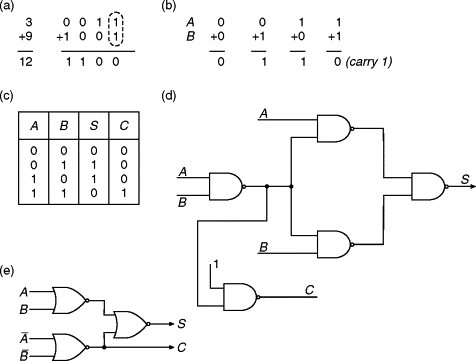 (a)
3 0 0 1 1
+9 +1 0 0 1
12 1 1 0 0
(b)
A 0 0 1 1
B +0 +1 +0 +1
0 1 1 0 (carry 1)
(c)
A B S C
0 0 0 0
0 1 1 0
1 0 1 0
1 1 0 1
(d)
A
A
B
B
1
C
S
(e)
A
B
A̅
B̅
S
C